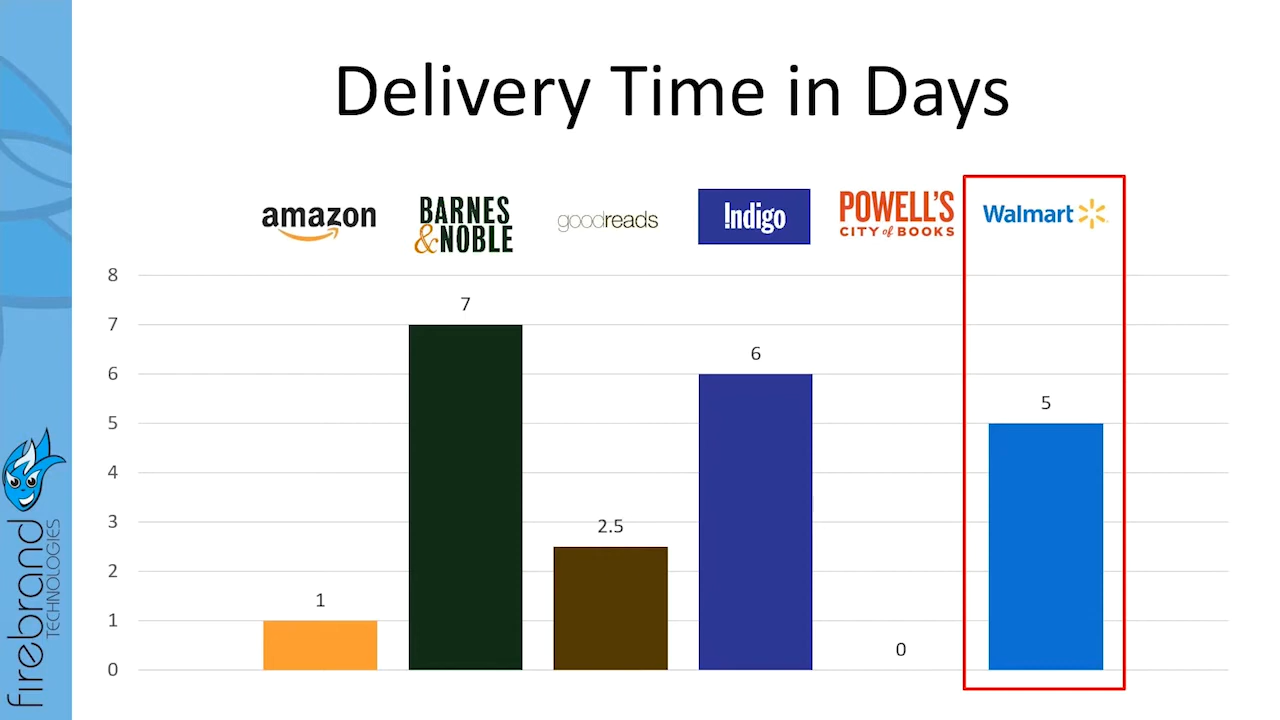 Delivery Time in Days
amazon
BARNES
&NOBLE
goodreads
!ndigo
POWELL'S
CITY of BOOKS
Walmart
8
7
6
5
4
3
2
1
0
1
7
2.5
6
0
5
firebrand
TECHNOLOGIES